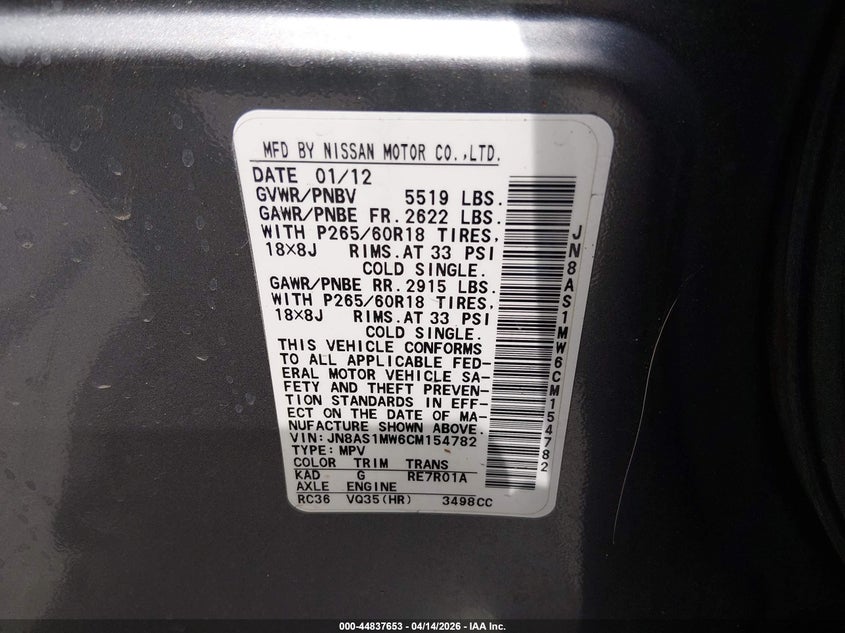 MFD BY NISSAN MOTOR CO.,LTD.
DATE 01/12
GVWR/PNBV 5519 LBS.
GAWR/PNBE FR. 2622 LBS.
WITH P265/60R18 TIRES,
18×8J RIMS. AT 33 PSI
COLD SINGLE.
GAWR/PNBE RR. 2915 LBS.
WITH P265/60R18 TIRES,
18×8J RIMS. AT 33 PSI
COLD SINGLE.
THIS VEHICLE CONFORMS
TO ALL APPLICABLE FED-
ERAL MOTOR VEHICLE SA-
FETY AND THEFT PREVEN-
TION STANDARDS IN EFF-
ECT ON THE DATE OF MA-
NUFACTURE SHOWN ABOVE.
VIN:JN8AS1MW6CM154782
TYPE: MPV
COLOR TRIM TRANS
KAD G RE7R01A
AXLE ENGINE
RC36 VQ35(HR) 3498CC
JN8AS1MW6CM154782
000-44837653 - 04/14/2026 - IAA Inc.